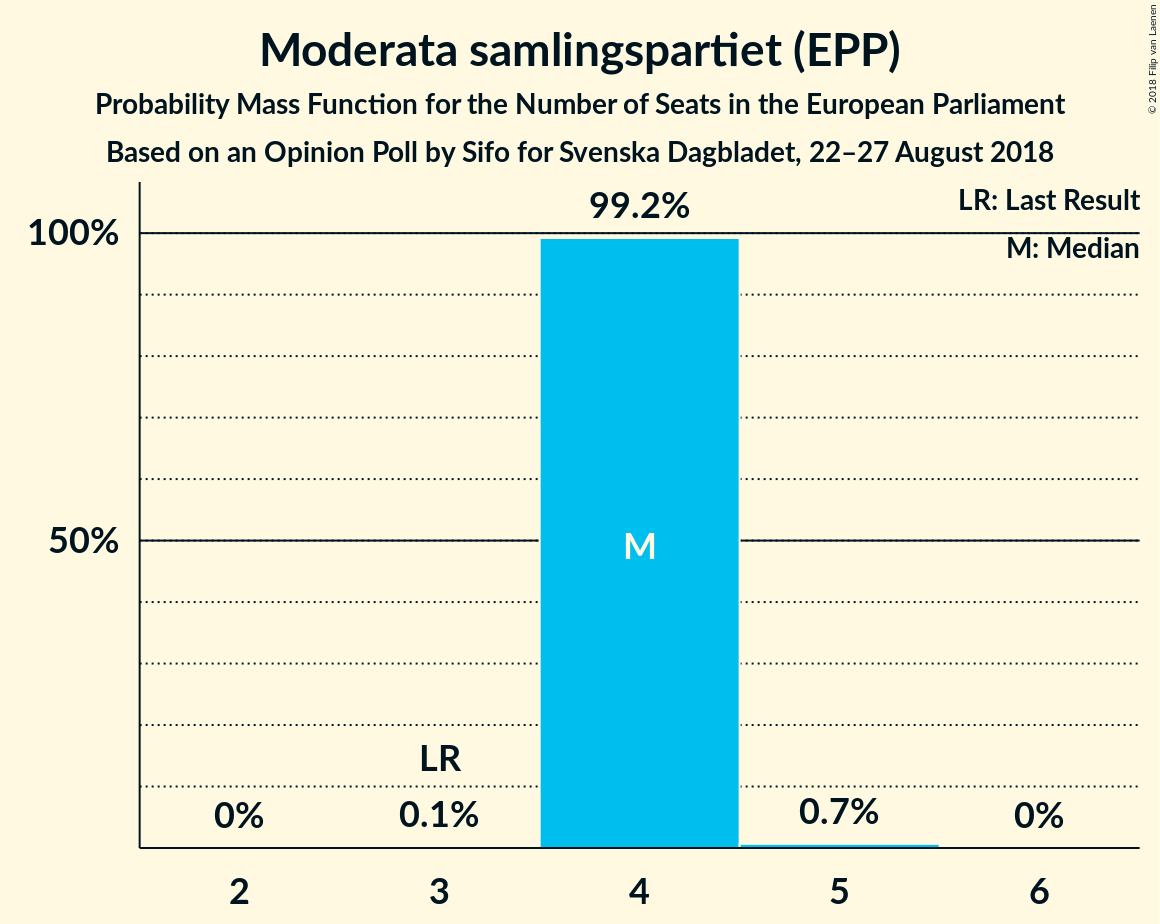 Moderata samlingspartiet (EPP)
Probability Mass Function for the Number of Seats in the European Parliament
Based on an Opinion Poll by Sifo for Svenska Dagbladet, 22–27 August 2018
© 2018 Filip van Laenen
LR: Last Result
M: Median
100%
50%
99.2%
M
LR
0%
0.1%
0.7%
0%
2
3
4
5
6